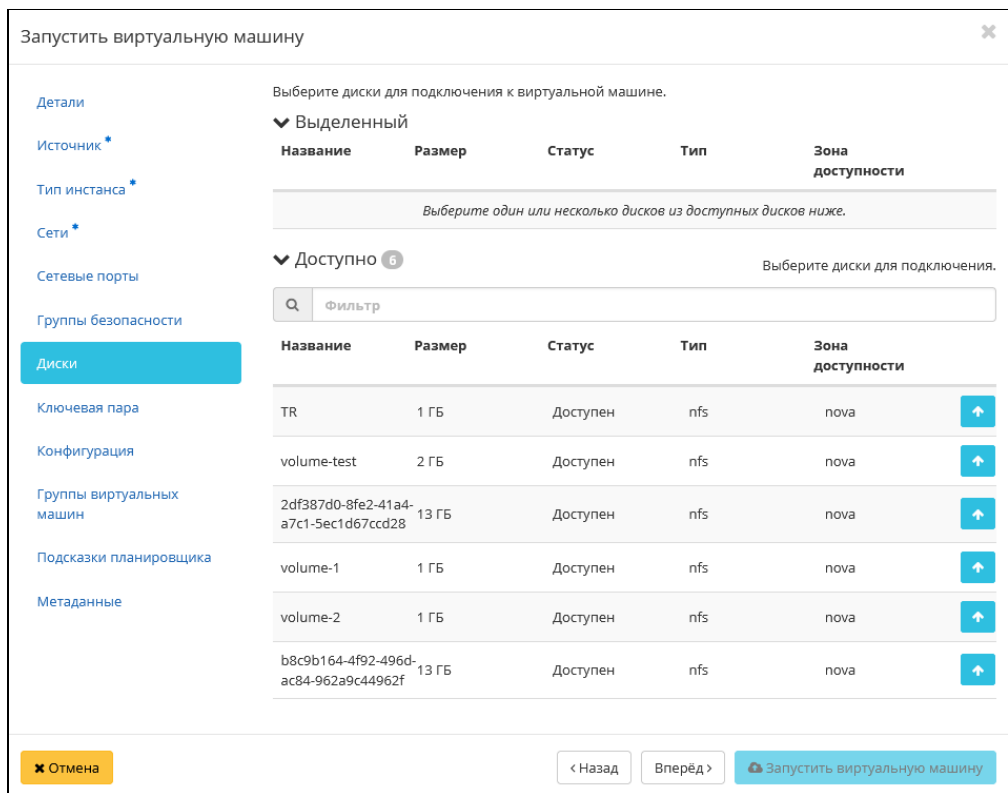 Запустить виртуальную машину
Детали
Источник *
Тип инстанса *
Сети *
Сетевые порты
Группы безопасности
Диски
Ключевая пара
Конфигурация
Группы виртуальных
машин
Подсказки планировщика
Метаданные
Выберите диски для подключения к виртуальной машине.
Выделенный
Название Размер Статус Тип Зона
доступности
Выберите один или несколько дисков из доступных дисков ниже.
Доступно 6
Выберите диски для подключения.
Фильтр
Название Размер Статус Тип Зона
доступности
TR 1 ГБ Доступен nfs nova
volume-test 2 ГБ Доступен nfs nova
2df387d0-8fe2-41a4-
a7c1-5ec1d67ccd28 13 ГБ Доступен nfs nova
volume-1 1 ГБ Доступен nfs nova
volume-2 1 ГБ Доступен nfs nova
b8c9b164-4f92-496d-
ac84-962a9c44962f 13 ГБ Доступен nfs nova
Отмена
‹ Назад
Вперёд ›
Запустить виртуальную машину